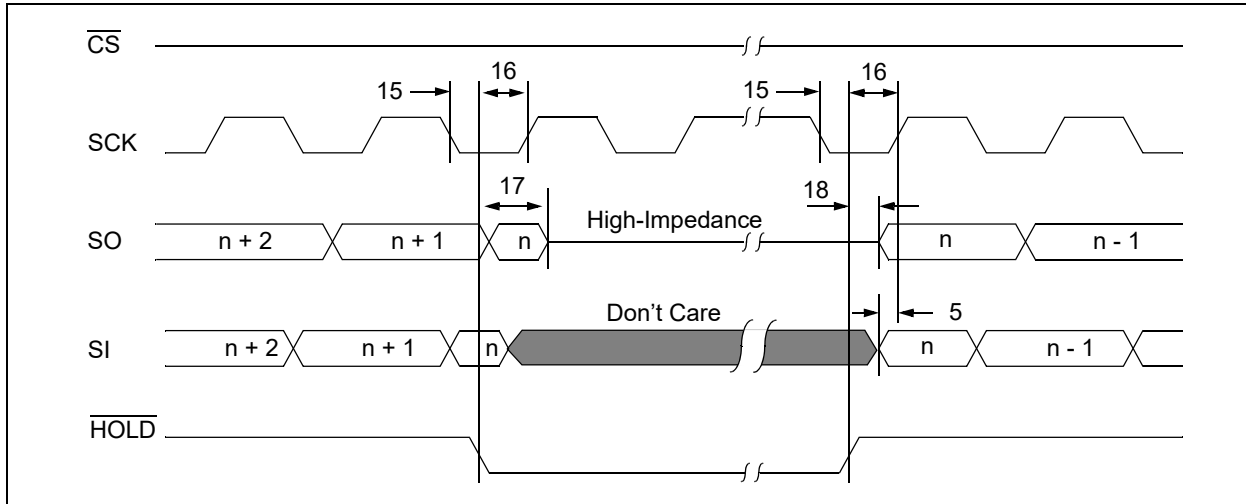 CS
15 16 15 16
SCK
17 18
High-Impedance
SO n + 2 n + 1 n n n - 1
Don't Care 5
SI n + 2 n + 1 n n n - 1
HOLD